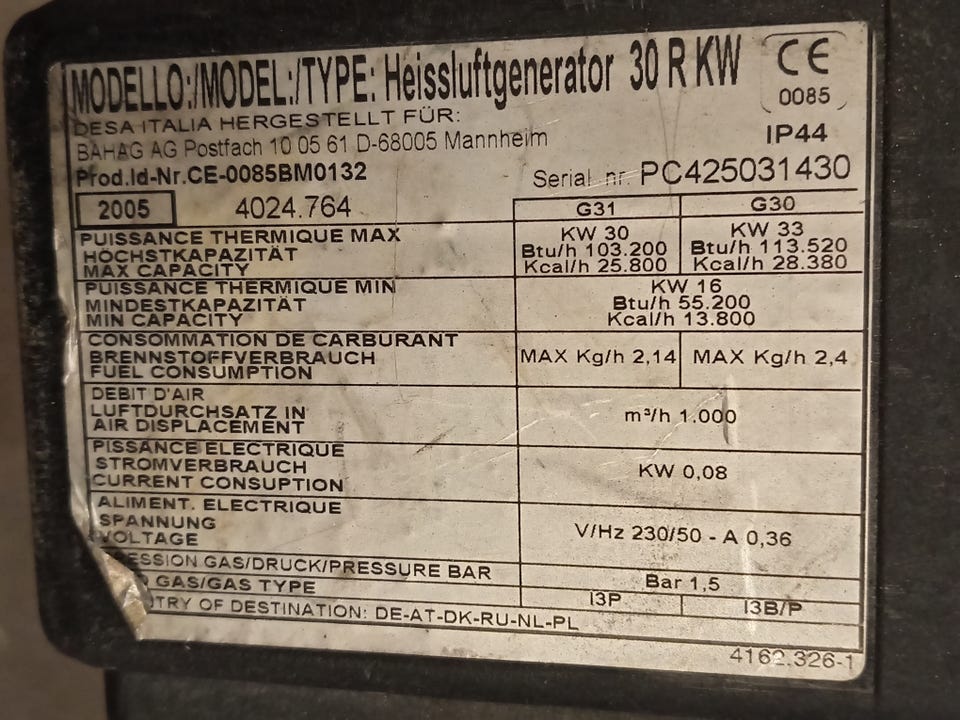 MODELLO:/MODEL:/TYPE: Heissluftgenerator 30 R KW CE
DESA ITALIA HERGESTELLT FÜR: 0085
BAHAG AG Postfach 10 05 61 D-68005 Mannheim IP44
Prod.Id-Nr.CE-0085BM0132 Serial nr. PC425031430
2005 4024.764 G31 G30
PUISSANCE THERMIQUE MAX KW 30 KW 33
HÖCHSTKAPAZITÄT Btu/h 103.200 Btu/h 113.520
MAX CAPACITY Kcal/h 25.800 Kcal/h 28.380
PUISSANCE THERMIQUE MIN KW 16
MINDESTKAPAZITÄT Btu/h 55.200
MIN CAPACITY Kcal/h 13.800
CONSOMMATION DE CARBURANT
BRENNSTOFFVERBRAUCH MAX Kg/h 2,14 MAX Kg/h 2,4
FUEL CONSUMPTION
DEBIT D'AIR
LUFTDURCHSATZ IN m³/h 1.000
AIR DISPLACEMENT
PISSANCE ELECTRIQUE
STROMVERBRAUCH KW 0,08
CURRENT CONSUPTION
ALIMENT. ELECTRIQUE
SPANNUNG V/Hz 230/50 - A 0,36
VOLTAGE
GAS/DRUCK/PRESSURE BAR Bar 1,5
GAS/GAS TYPE I3P I3B/P
OF DESTINATION: DE-AT-DK-RU-NL-PL
4162.326-1